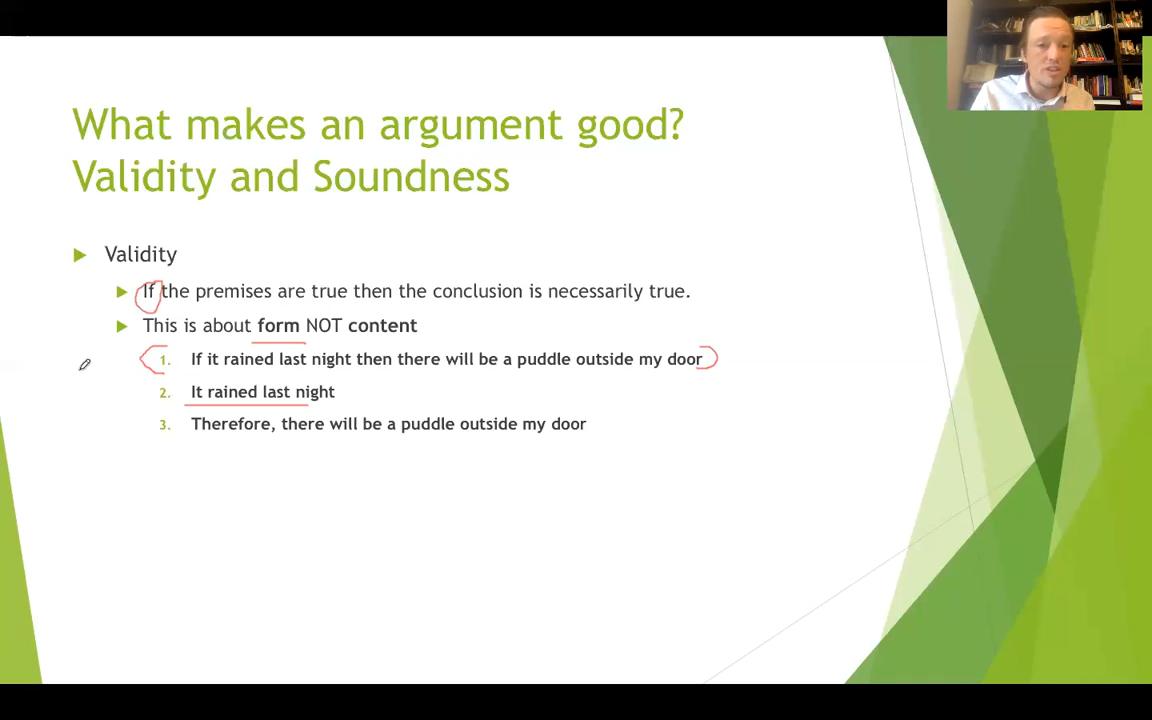 What makes an argument good?
Validity and Soundness
Validity
If the premises are true then the conclusion is necessarily true.
This is about form NOT content
1. If it rained last night then there will be a puddle outside my door
2. It rained last night
3. Therefore, there will be a puddle outside my door